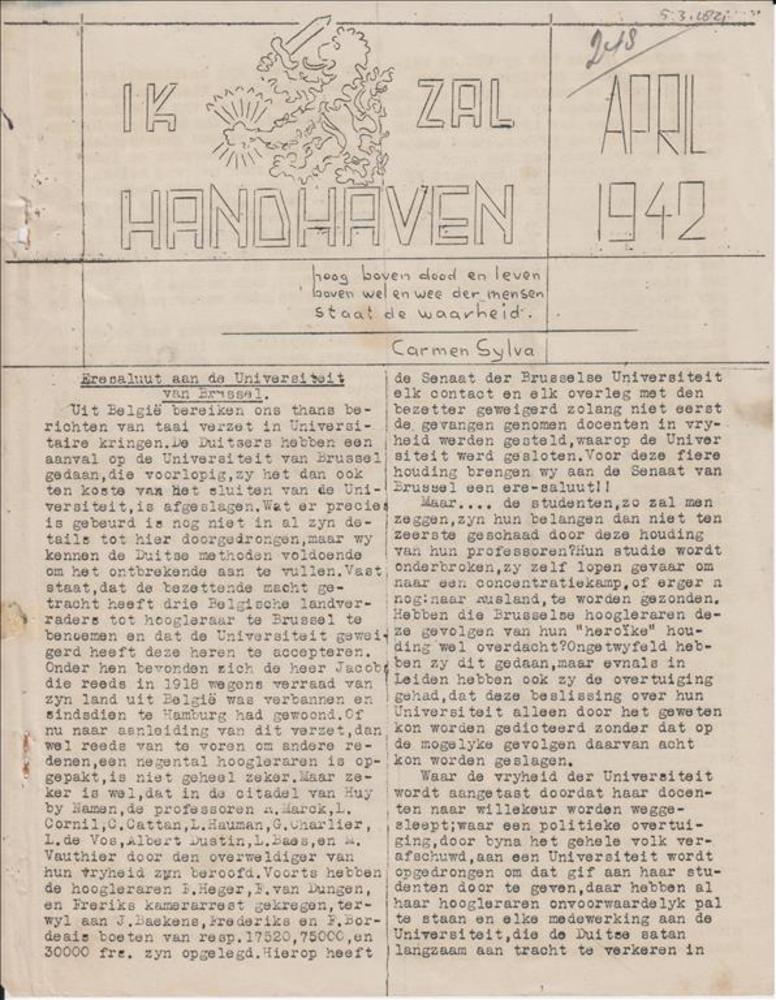 248
IK ZAL
HANDHAVEN
APRIL
1942
hoog boven dood en leven
boven wel en wee der mensen
staat de waarheid.
Carmen Sylva
Eresaluut aan de Universiteit
van Brussel.
Uit België bereiken ons thans be-
richten van taai verzet in Universi-
taire kringen.De Duitsers hebben een
aanval op de Universiteit van Brussel
gedaan,die voorlopig,zy het dan ook
ten koste van het sluiten van de Uni-
versiteit,is afgeslagen.Wat er precies
is gebeurd is nog niet in al zyn de-
tails tot hier doorgedrongen,maar wy
kennen de Duitse methoden voldoende
om het ontbrekende aan te vullen.Vast
staat,dat de bezettende macht ge-
tracht heeft drie Belgische landver-
raders tot hoogleraar te Brussel te
benoemen en dat de Universiteit gewei-
gerd heeft deze heren te accepteren.
Onder hen bevonden zich de heer Jacobs
die reeds in 1918 wegens verraad van
zyn land uit België was verbannen en
sindsdien te Hamburg had gewoond.Of
nu naar aanleiding van dit verzet,dan
wel reeds van te voren om andere re-
denen,een negental hoogleraren is op-
gepakt,is niet geheel zeker.Maar ze-
ker is wel,dat in de citadel van Huy
by Namen,de professoren A.Marck,L.
Cornil,C.Cattan,L.Hauman,G.Charlier,
L.de Vos,Albert Dustin,L.Baes,en M.
Vauthier door den overweldiger van
hun vryheid zyn beroofd.Voorts hebben
de hoogleraren P.Heger,F.van Dungen,
en Freriks kamerarrest gekregen,ter-
wyl aan J.Baekens,Frederiks en P.Bor-
deais boeten van resp.17520,75000,en
30000 frs. zyn opgelegd.Hierop heeft
de Senaat der Brusselse Universiteit
elk contact en elk overleg met den
bezetter geweigerd zolang niet eerst
de gevangen genomen docenten in vry-
heid werden gesteld,waarop de Univer
siteit werd gesloten.Voor deze fiere
houding brengen wy aan de Senaat van
Brussel een ere-saluut!!
Maar.... de studenten,zo zal men
zeggen,zyn hun belangen dan niet ten
zeerste geschaad door deze houding
van hun professoren?Hun studie wordt
onderbroken,zy zelf lopen gevaar om
naar een concentratiekamp,of erger n
nog:naar Ausland,te worden gezonden.
Hebben die Brusselse hoogleraren de-
ze gevolgen van hun "heroïke" hou-
ding wel overdacht?Ongetwyfeld heb-
ben zy dit gedaan,maar evnals in
Leiden hebben ook zy de overtuiging
gehad,dat deze beslissing over hun
Universiteit alleen door het geweten
kon worden gedicteerd zonder dat op
de mogelyke gevolgen daarvan acht
kon worden geslagen.
Waar de vryheid der Universiteit
wordt aangetast doordat haar docen-
ten naar willekeur worden wegge-
sleept;waar een politieke overtui-
ging,door byna het gehele volk ver-
afschuwd,aan een Universiteit wordt
opgedrongen om dat gif aan haar stu-
denten door te geven,daar hebben al
haar hoogleraren onvoorwaardelyk pal
te staan en elke medewerking aan de
Universiteit,die de Duitse satan
langzaam aan tracht te verkeren in